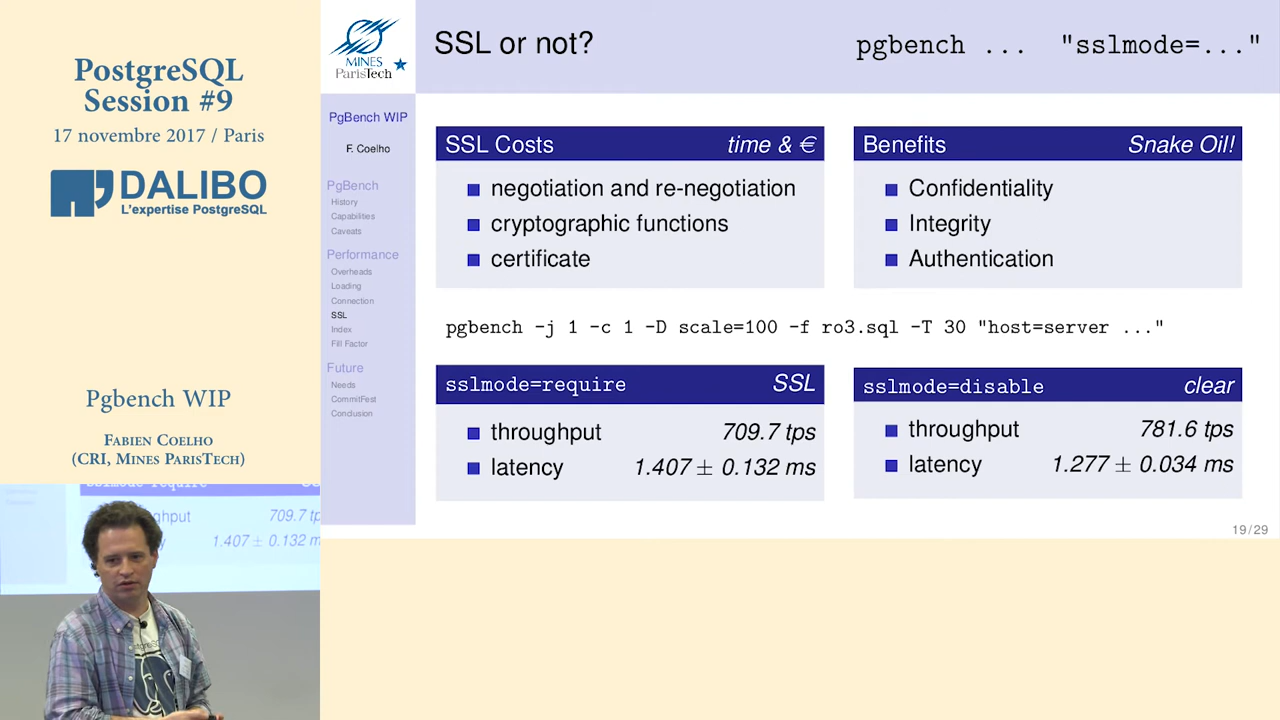 PostgreSQL
Session #9
17 novembre 2017 / Paris
DALIBO
L'expertise PostgreSQL
Pgbench WIP
FABIEN COELHO
(CRI, MINES PARISTECH)
MINES
ParisTech
SSL or not?
pgbench ... "sslmode=..."
PgBench WIP
F. Coelho
PgBench
History
Capabilities
Caveats
Performance
Overheads
Loading
Connection
SSL
Index
Fill Factor
Future
Needs
CommitFest
Conclusion
SSL Costs time & €
negotiation and re-negotiation
cryptographic functions
certificate
Benefits Snake Oil!
Confidentiality
Integrity
Authentication
pgbench -j 1 -c 1 -D scale=100 -f ro3.sql -T 30 "host=server ..."
sslmode=require SSL
throughput 709.7 tps
latency 1.407 ± 0.132 ms
sslmode=disable clear
throughput 781.6 tps
latency 1.277 ± 0.034 ms
19/29
709.7 tp
1.407 ± 0.132 m